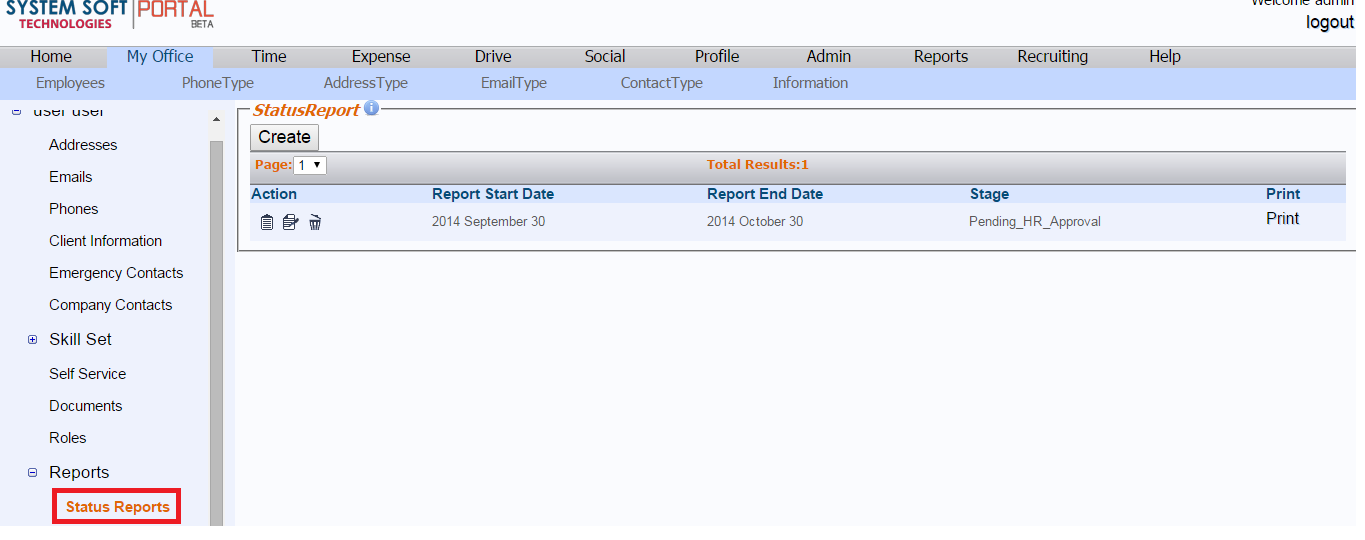 SYSTEM SOFT PORTAL
TECHNOLOGIES BETA
Welcome admin
logout
Home My Office Time Expense Drive Social Profile Admin Reports Recruiting Help
Employees PhoneType AddressType EmailType ContactType Information
user user
Addresses
Emails
Phones
Client Information
Emergency Contacts
Company Contacts
Skill Set
Self Service
Documents
Roles
Reports
Status Reports
StatusReport
Create
Page: 1 Total Results:1
Action Report Start Date Report End Date Stage Print
2014 September 30 2014 October 30 Pending_HR_Approval Print